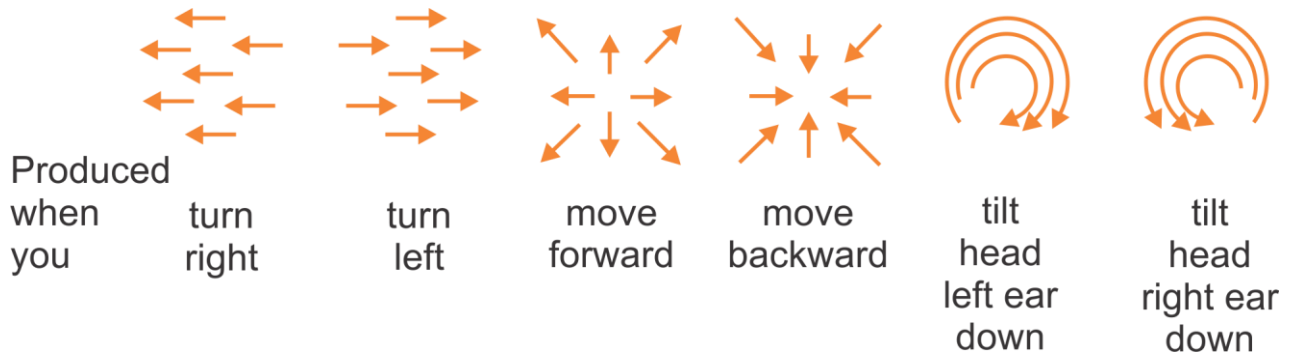 Produced
when
you
turn
right
turn
left
move
forward
move
backward
tilt
head
left ear
down
tilt
head
right ear
down